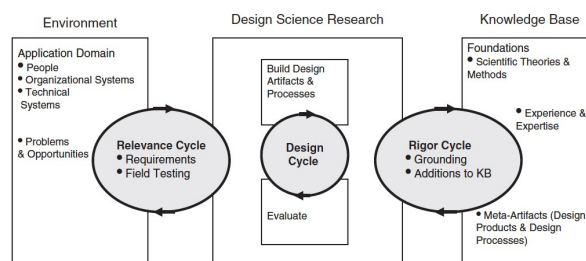 Environment
Design Science Research
Knowledge Base
Application Domain
• People
• Organizational Systems
• Technical
Systems
• Problems
& Opportunities
Relevance Cycle
• Requirements
• Field Testing
Build Design
Artifacts &
Processes
Design
Cycle
Evaluate
Rigor Cycle
• Grounding
• Additions to KB
Foundations
• Scientific Theories &
Methods
• Experience &
Expertise
• Meta-Artifacts (Design
Products & Design
Processes)